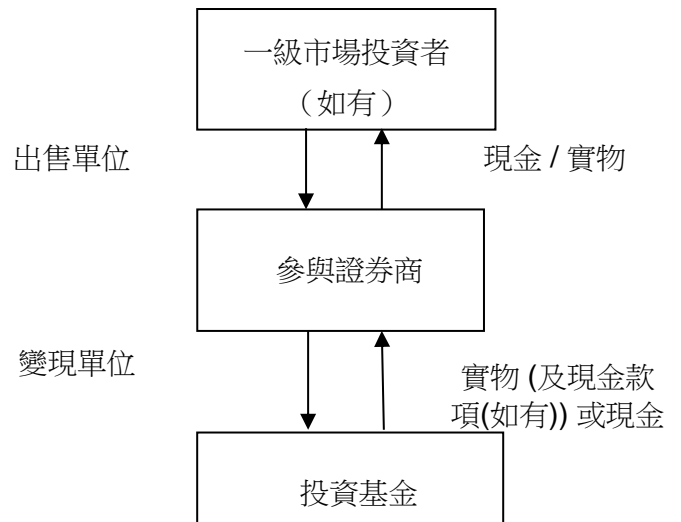 一級市場投資者
（如有）
出售單位
現金 / 實物
參與證券商
變現單位
實物 (及現金款
項(如有)) 或現金
投資基金